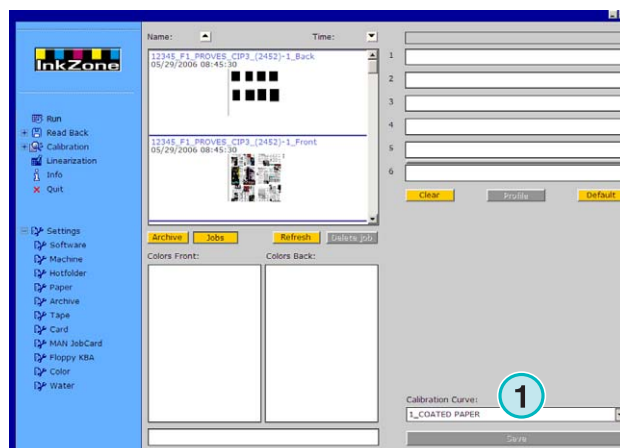 InkZone
Run
Read Back
Calibration
Linearization
Info
Quit
Settings
Software
Machine
Hotfolder
Paper
Archive
Tape
Card
MAN JobCard
Floppy KBA
Color
Water
Name: Time:
12345_F1_PROVES_CIP3_(2452)-1_Back
05/29/2006 08:45:30
12345_F1_PROVES_CIP3_(2452)-1_Front
05/29/2006 08:45:30
Archive Jobs Refresh Delete job
Colors Front: Colors Back:
1
2
3
4
5
6
Clear Profile Default
Calibration Curve:
1
1_COATED PAPER
Save